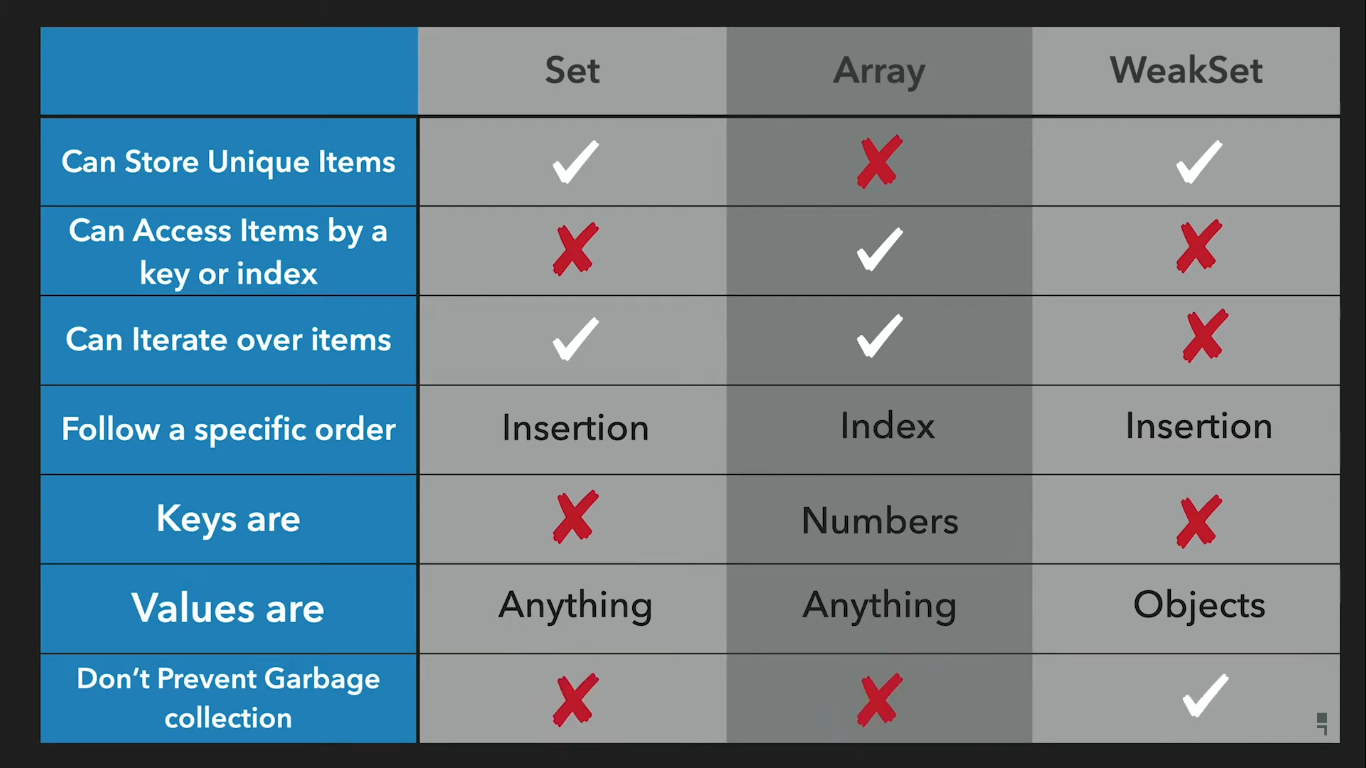 Set Array WeakSet
Can Store Unique Items ✓ ✗ ✓
Can Access Items by a
key or index ✗ ✓ ✗
Can Iterate over items ✓ ✓ ✗
Follow a specific order Insertion Index Insertion
Keys are ✗ Numbers ✗
Values are Anything Anything Objects
Don’t Prevent Garbage
collection ✗ ✗ ✓